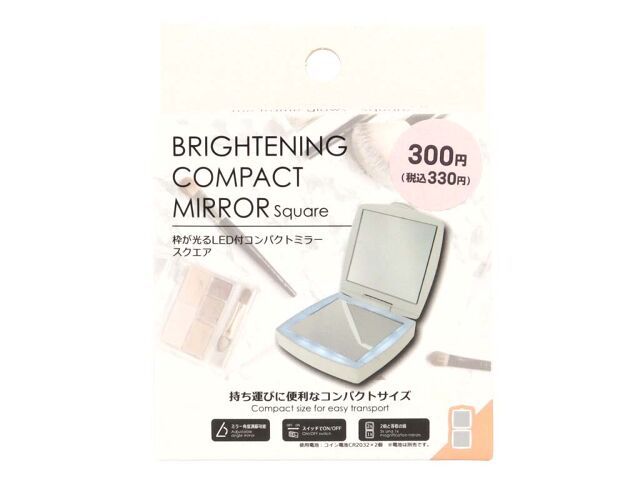 BRIGHTENING
COMPACT
MIRROR Square
300円
(税込330円)
枠が光るLED付コンパクトミラー
スクエア
持ち運びに便利なコンパクトサイズ
Compact size for easy transport
ミラー角度調節可能
Adjustable
angle mirror
OFF ON
スイッチでON/OFF
ON/OFF switch
2倍と等倍の鏡
使用電池:コイン電池CR2032×2個 ※電池は別売です。